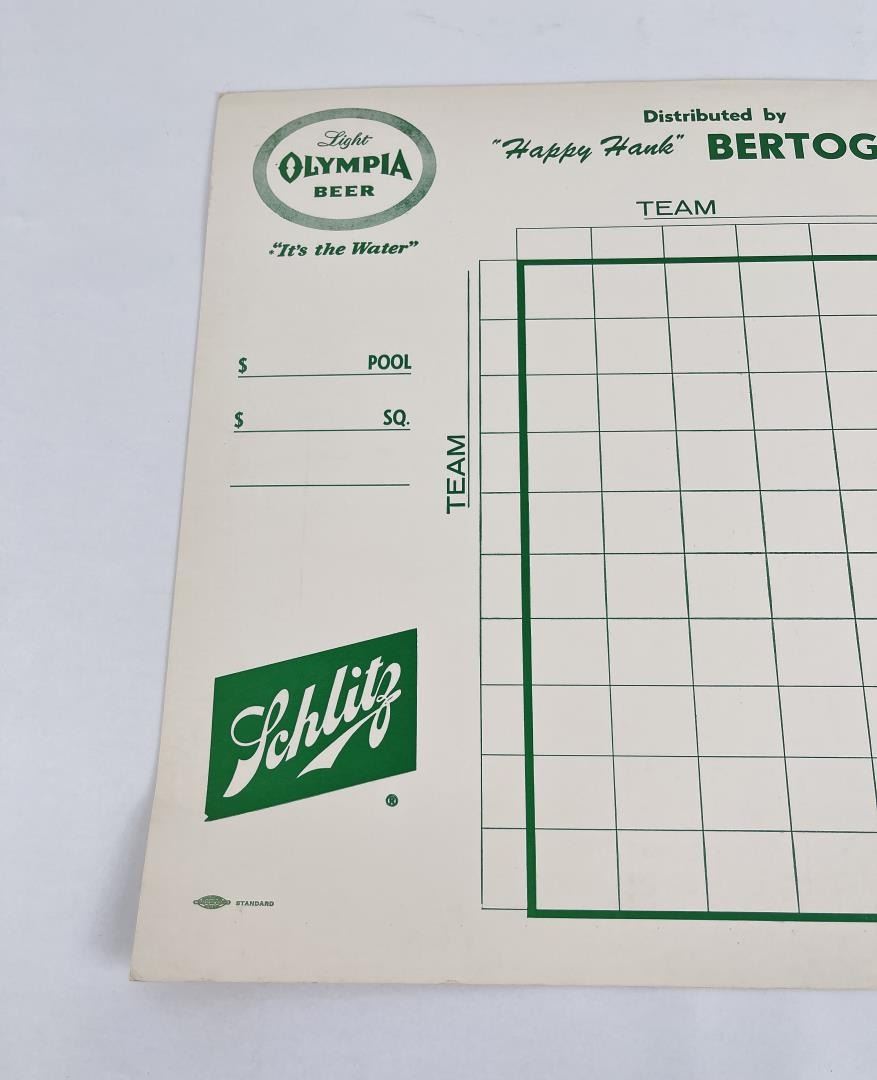 Light
OLYMPIA
BEER
"It's the Water"
Distributed by
"Happy Hank" BERTOG
TEAM
$ POOL
$ SQ.
TEAM
Schlitz
®
STANDARD